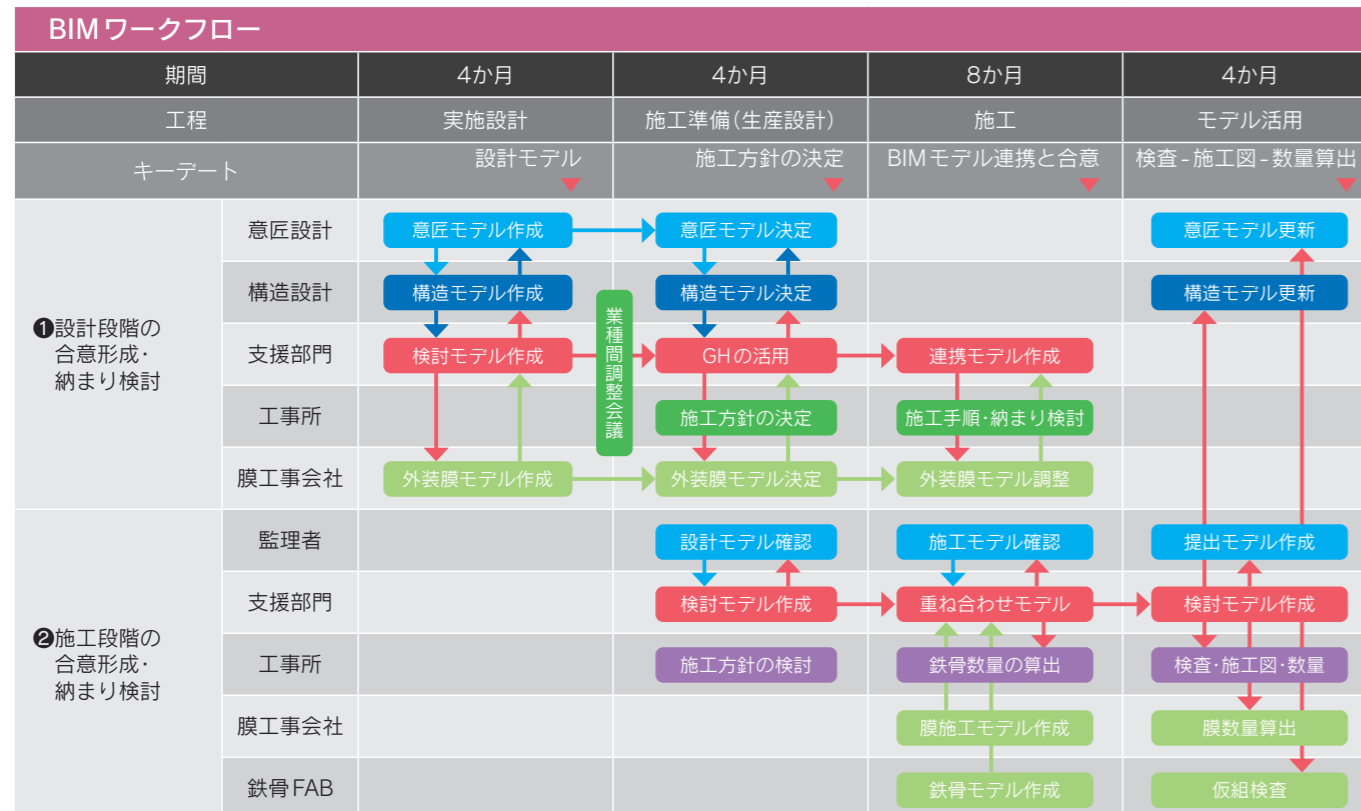 BIMワークフロー
期間 4か月 4か月 8か月 4か月
工程 実施設計 施工準備(生産設計) 施工 モデル活用
キーデート 設計モデル 施工方針の決定 BIMモデル連携と合意 検査-施工図-数量算出
❶設計段階の
合意形成・
納まり検討
意匠設計 意匠モデル作成 意匠モデル決定 意匠モデル更新
構造設計 構造モデル作成 構造モデル決定 構造モデル更新
業種間調整会議
支援部門 検討モデル作成 GHの活用 連携モデル作成
工事所 施工方針の決定 施工手順・納まり検討
膜工事会社 外装膜モデル作成 外装膜モデル決定 外装膜モデル調整
❷施工段階の
合意形成・
納まり検討
監理者 設計モデル確認 施工モデル確認 提出モデル作成
支援部門 検討モデル作成 重ね合わせモデル 検討モデル作成
工事所 施工方針の検討 鉄骨数量の算出 検査・施工図・数量
膜工事会社 膜施工モデル作成 膜数量算出
鉄骨FAB 鉄骨モデル作成 仮組検査